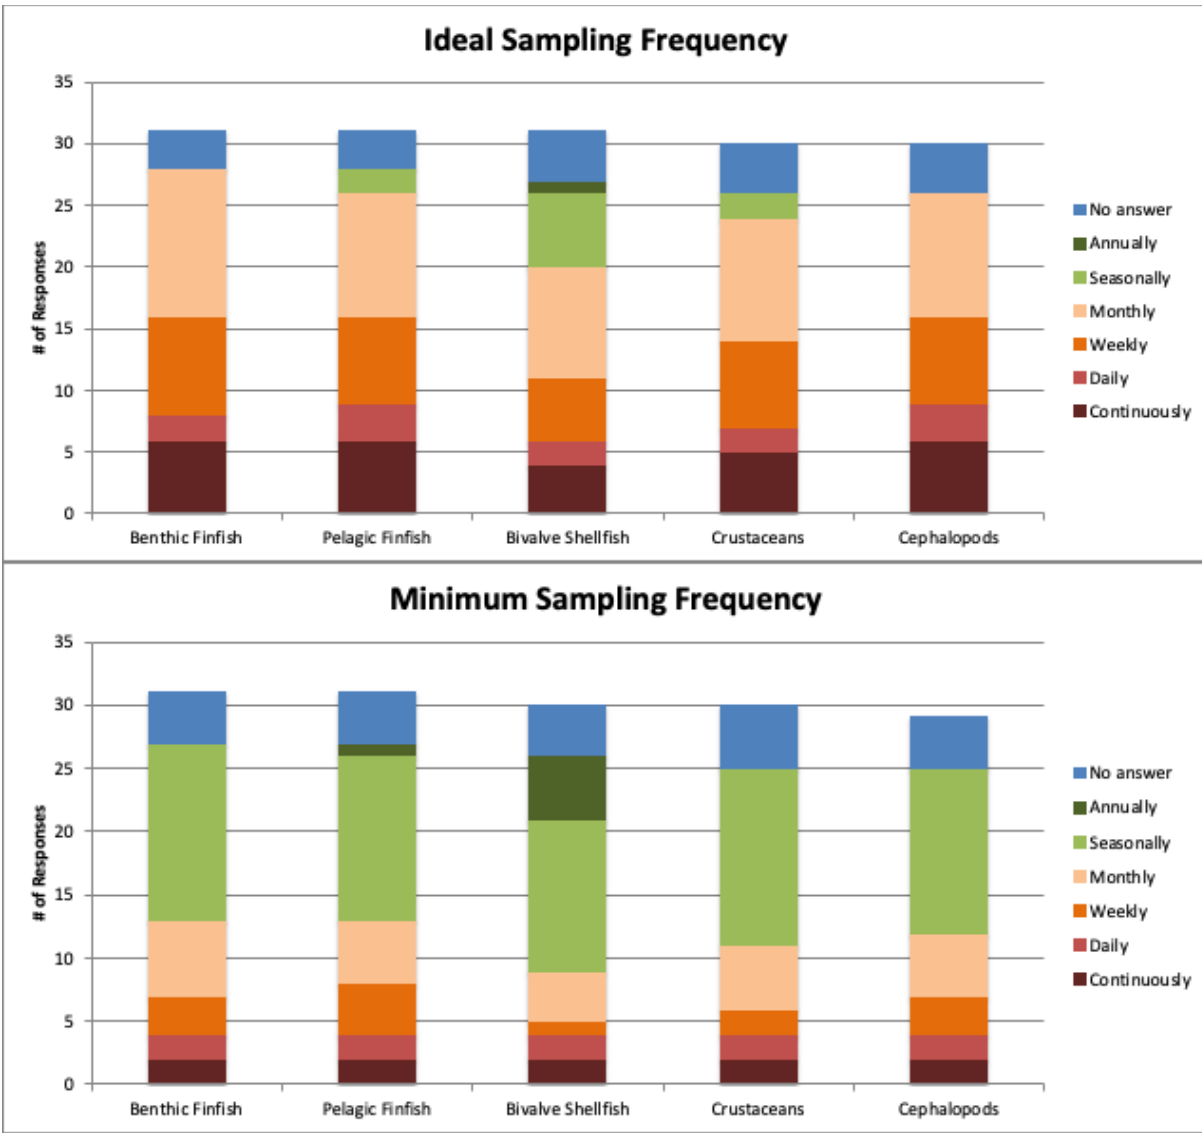 Ideal Sampling Frequency
35
30
25
20
15
10
5
0
# of Responses
Benthic Finfish Pelagic Finfish Bivalve Shellfish Crustaceans Cephalopods
No answer
Annually
Seasonally
Monthly
Weekly
Daily
Continuously
Minimum Sampling Frequency
35
30
25
20
15
10
5
0
# of Responses
Benthic Finfish Pelagic Finfish Bivalve Shellfish Crustaceans Cephalopods
No answer
Annually
Seasonally
Monthly
Weekly
Daily
Continuously